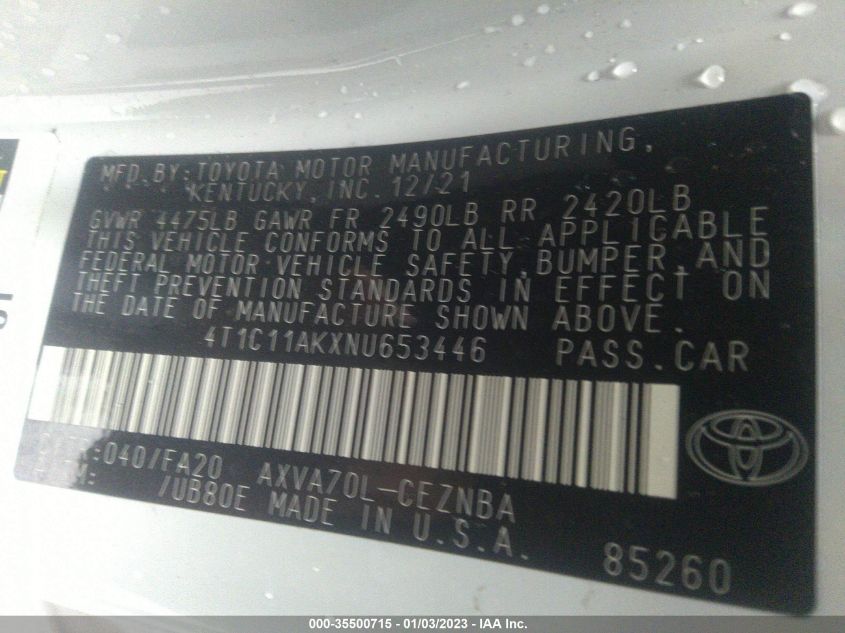 MFD.BY:TOYOTA MOTOR MANUFACTURING,
KENTUCKY, INC. 12/21
GVWR 4475LB GAWR FR 2490LB RR 2420LB
THIS VEHICLE CONFORMS TO ALL APPLICABLE
FEDERAL MOTOR VEHICLE SAFETY, BUMPER, AND
THEFT PREVENTION STANDARDS IN EFFECT ON
THE DATE OF MANUFACTURE SHOWN ABOVE.
4T1C11AKXNU653446 PASS.CAR
040/FA20 AXVA70L-CEZNBA
/UB80E MADE IN U.S.A.
85260
000-35500715 - 01/03/2023 - IAA Inc.